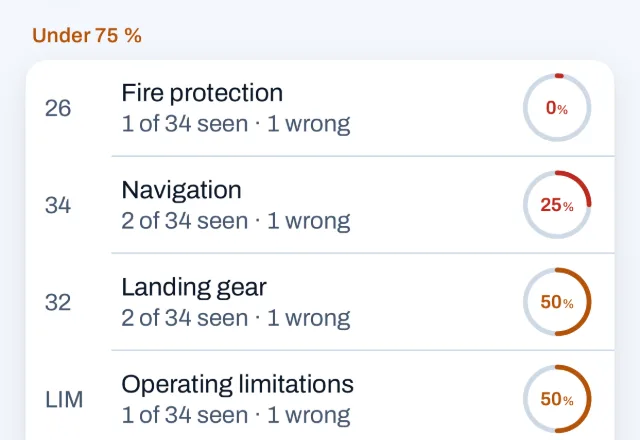 Under 75 %
26
Fire protection
1 of 34 seen · 1 wrong
0%
34
Navigation
2 of 34 seen · 1 wrong
25%
32
Landing gear
2 of 34 seen · 1 wrong
50%
LIM
Operating limitations
1 of 34 seen · 1 wrong
50%